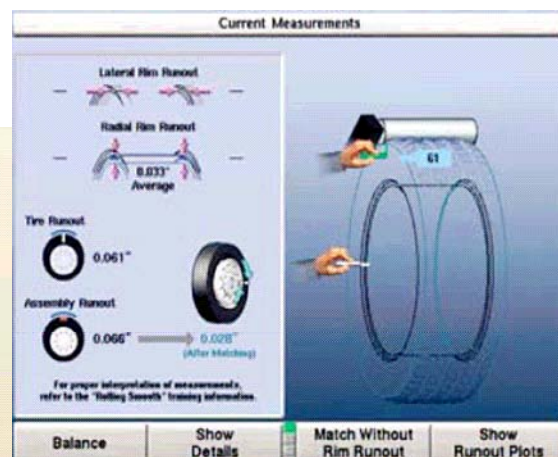 Current Measurements
Lateral Rim Runout
Radial Rim Runout
0.033"
Average
Tire Runout
0.061"
Assembly Runout
0.066"
0.028"
(After Matching)
For proper interpretation of measurements,
refer to the "Rolling Smooth" training information.
61
Balance
Show
Details
Match Without
Rim Runout
Show
Runout Plots